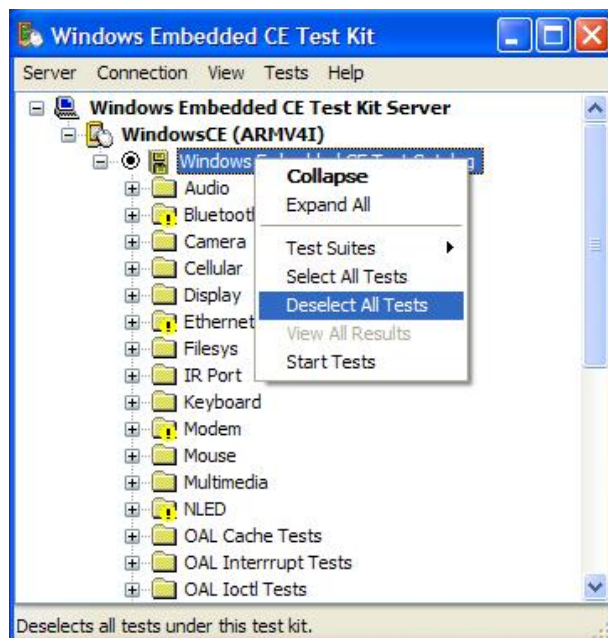 Windows Embedded CE Test Kit
Server Connection View Tests Help
Windows Embedded CE Test Kit Server
WindowsCE (ARMV4I)
Windows
Collapse
Expand All
Test Suites
Select All Tests
Deselect All Tests
View All Results
Start Tests
Audio
Camera
Cellular
Display
Ethernet
Filesys
IR Port
Keyboard
Modem
Mouse
Multimedia
NLED
OAL Cache Tests
OAL Interrrupt Tests
OAL Ioctl Tests
Deselects all tests under this test kit.